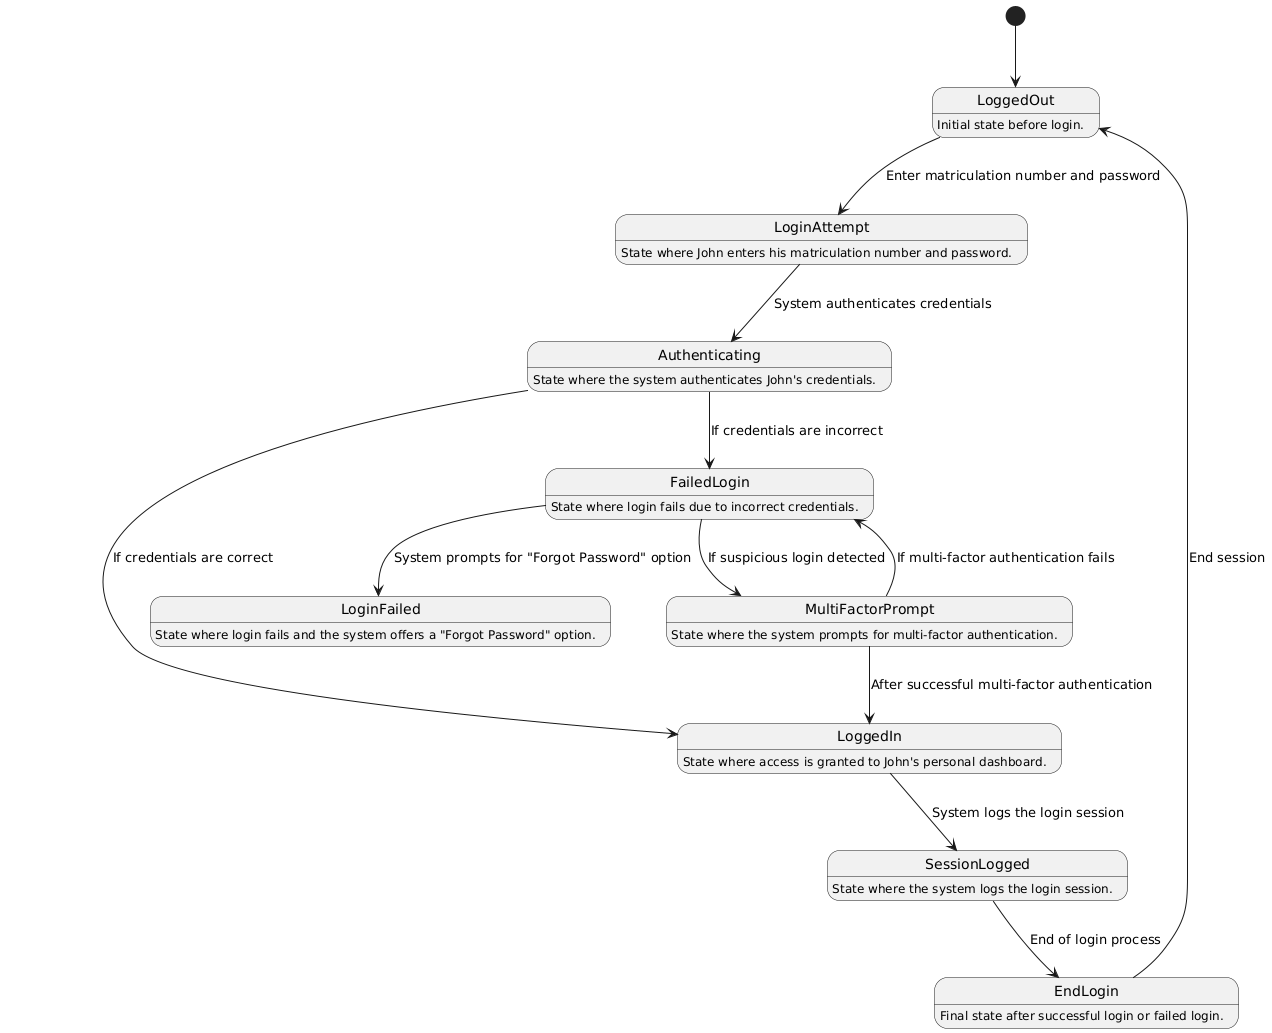 LoggedOut
Initial state before login.
Enter matriculation number and password
LoginAttempt
State where John enters his matriculation number and password.
System authenticates credentials
Authenticating
State where the system authenticates John's credentials.
If credentials are incorrect
FailedLogin
State where login fails due to incorrect credentials.
If credentials are correct
System prompts for "Forgot Password" option
If suspicious login detected
If multi-factor authentication fails
End session
LoginFailed
State where login fails and the system offers a "Forgot Password" option.
MultiFactorPrompt
State where the system prompts for multi-factor authentication.
After successful multi-factor authentication
LoggedIn
State where access is granted to John's personal dashboard.
System logs the login session
SessionLogged
State where the system logs the login session.
End of login process
EndLogin
Final state after successful login or failed login.